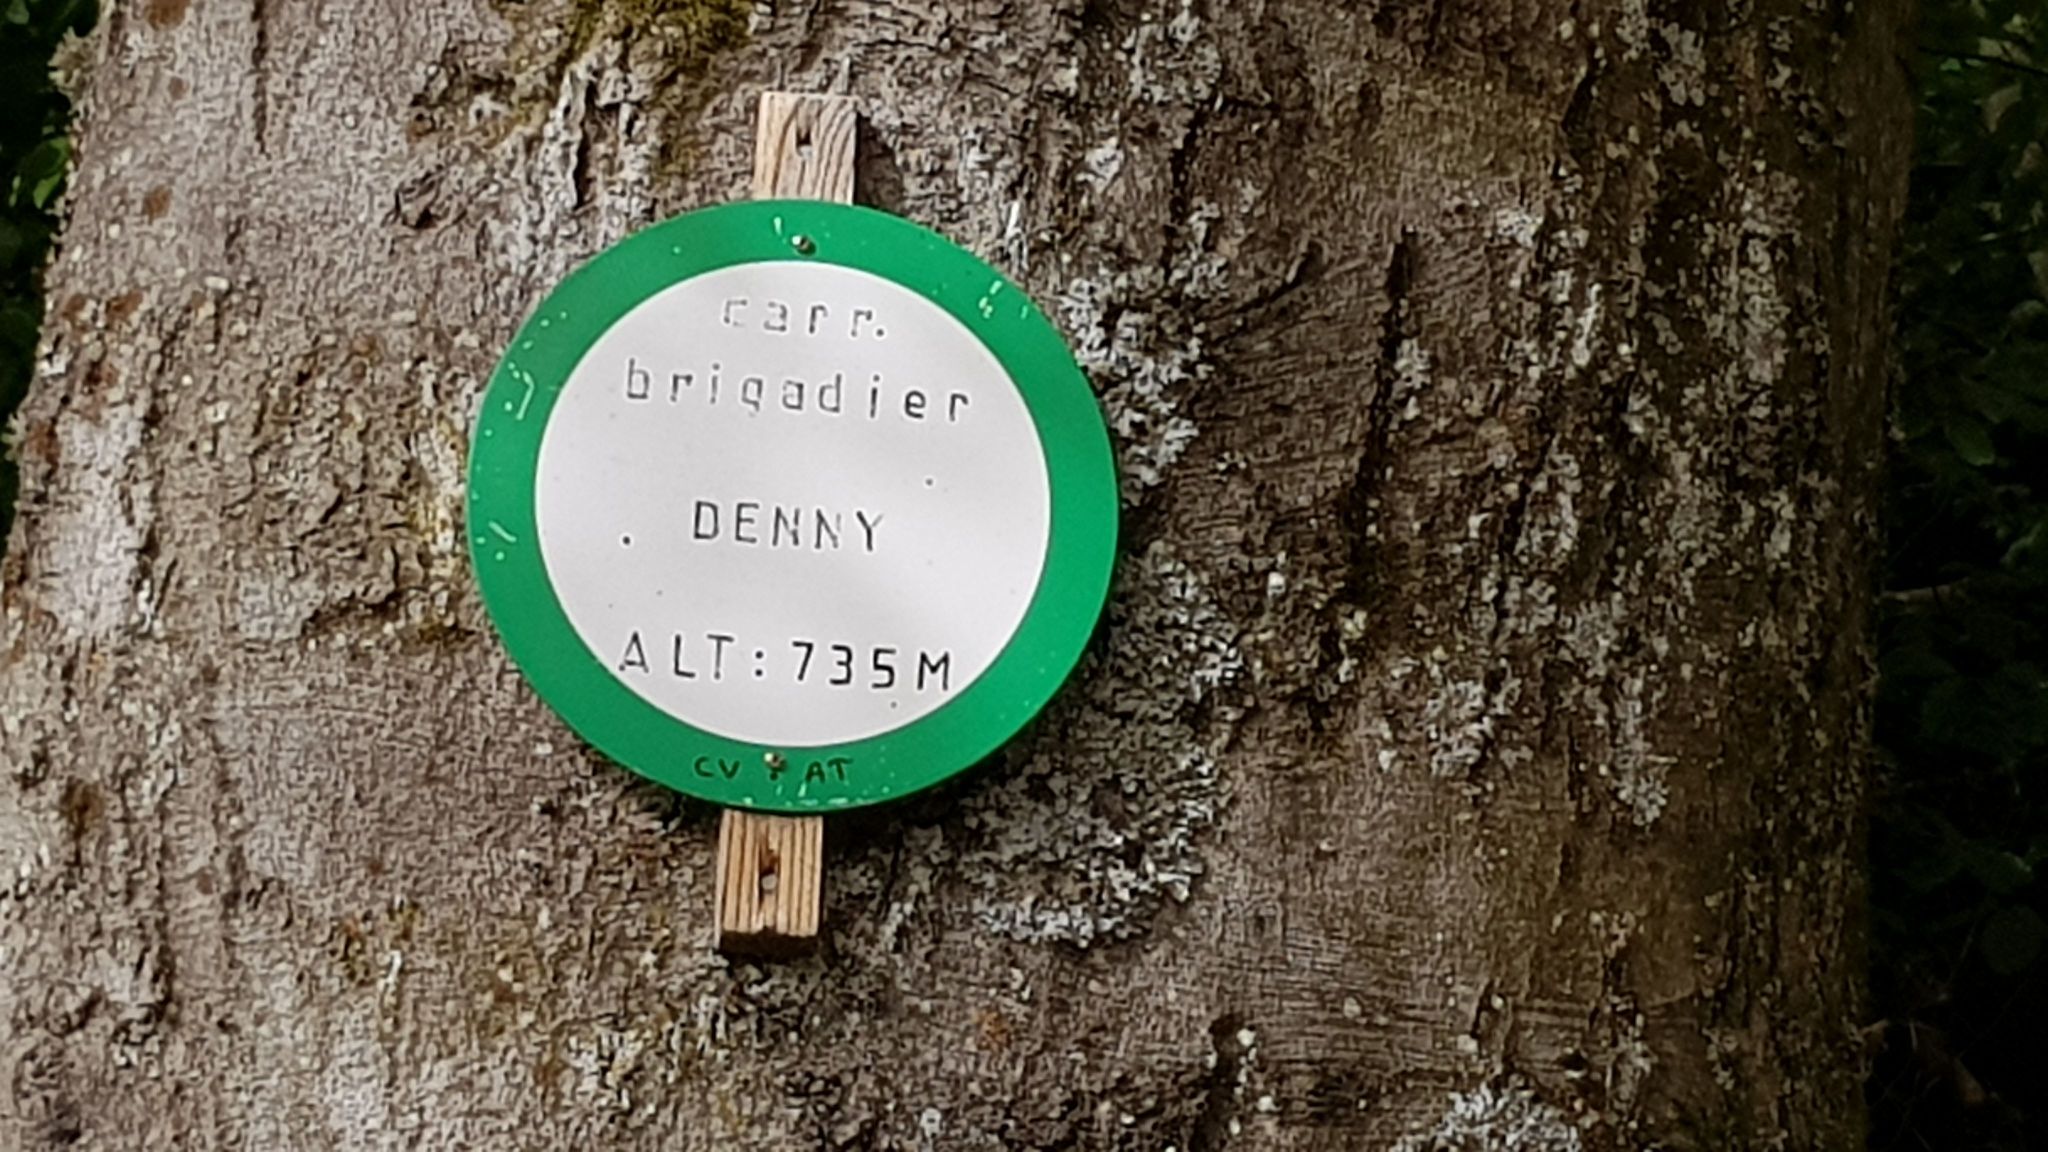 carr.
brigadier
DENNY
ALT: 735M
CV + AT